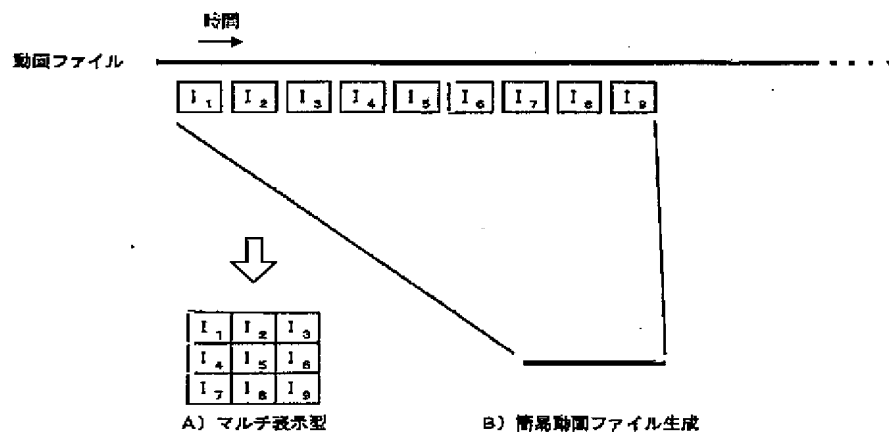 時間
動画ファイル
I₁ I₂ I₃ I₄ I₅ I₆ I₇ I₈ I₉
I₁ I₂ I₃
I₄ I₅ I₆
I₇ I₈ I₉
A) マルチ表示型
B)簡易動画ファイル生成